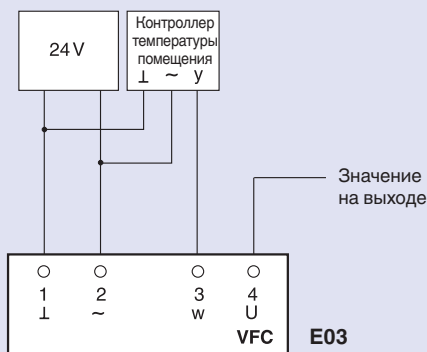 24 V
Контроллер
температуры
помещения
⊥ ~ y
Значение
на выходе
1 2 3 4
⊥ ~ w U
VFC E03